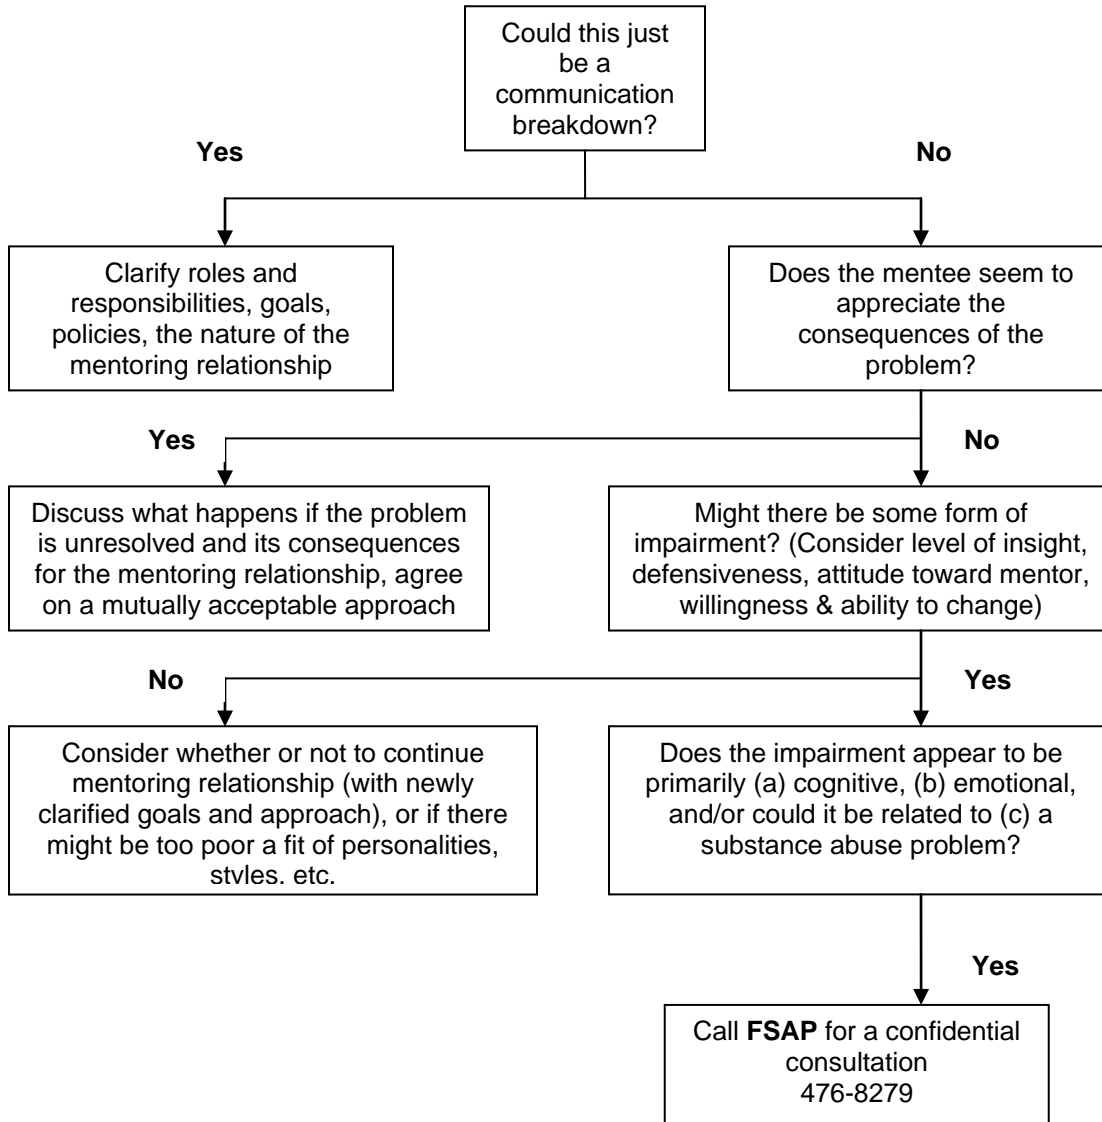 Could this just
be a
communication
breakdown?
Yes
No
Clarify roles and
responsibilities, goals,
policies, the nature of the
mentoring relationship
Does the mentee seem to
appreciate the
consequences of the
problem?
Yes
No
Discuss what happens if the problem
is unresolved and its consequences
for the mentoring relationship, agree
on a mutually acceptable approach
Might there be some form of
impairment? (Consider level of insight,
defensiveness, attitude toward mentor,
willingness & ability to change)
No
Yes
Consider whether or not to continue
mentoring relationship (with newly
clarified goals and approach), or if there
might be too poor a fit of personalities,
styles, etc.
Does the impairment appear to be
primarily (a) cognitive, (b) emotional,
and/or could it be related to (c) a
substance abuse problem?
Yes
Call FSAP for a confidential
consultation
476-8279